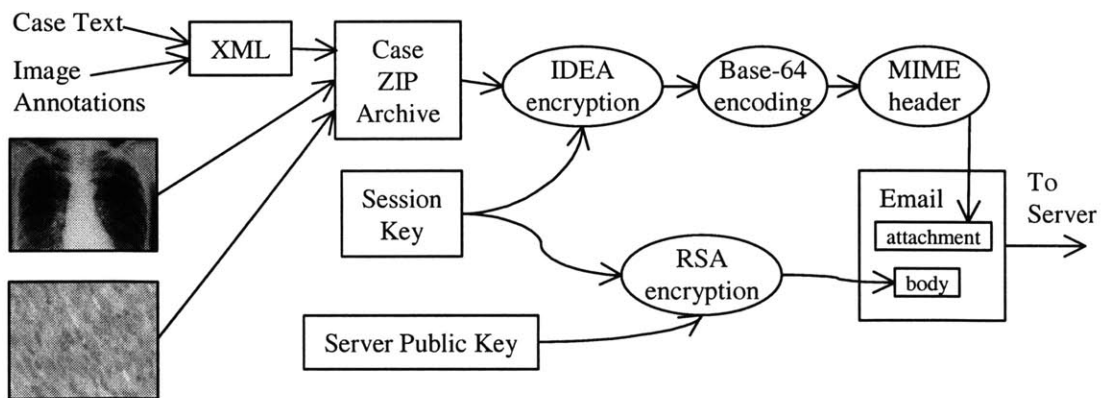 Case Text
Image
Annotations
XML
Case
ZIP
Archive
IDEA
encryption
Base-64
encoding
MIME
header
Session
Key
Server Public Key
RSA
encryption
Email
attachment
body
To
Server